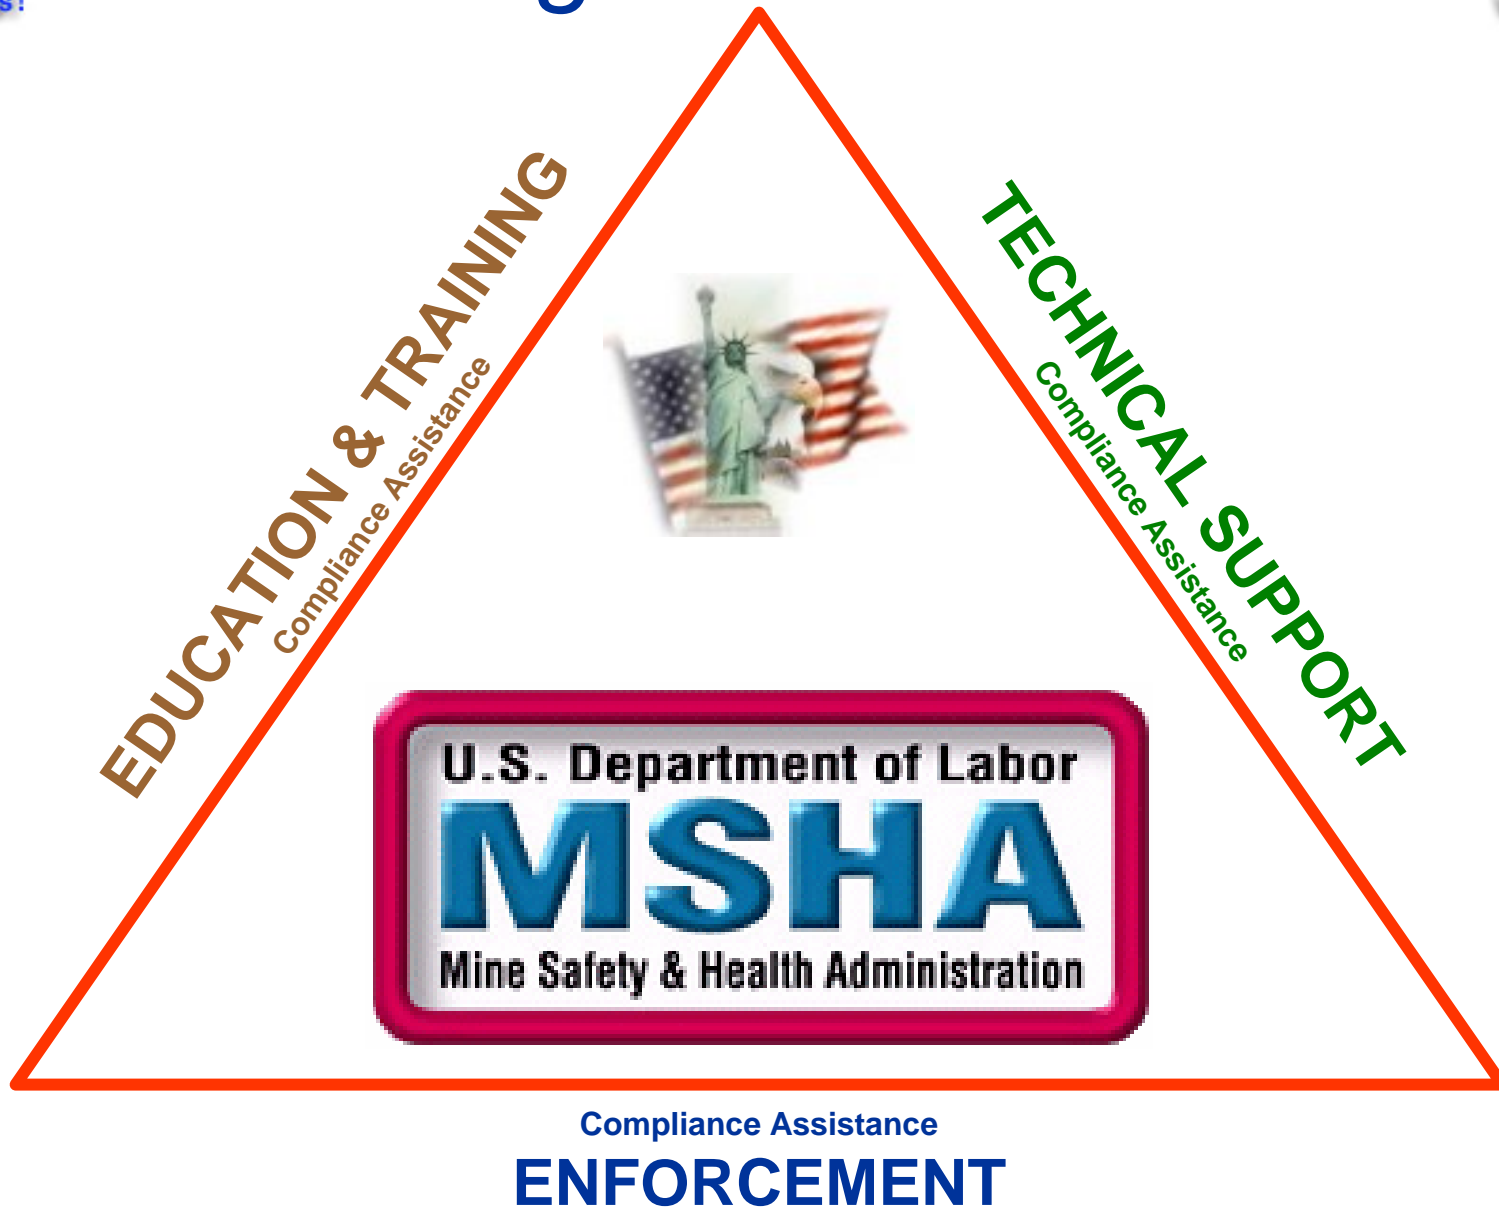 EDUCATION & TRAINING
Compliance Assistance
TECHNICAL SUPPORT
Compliance Assistance
U.S. Department of Labor
MSHA
Mine Safety & Health Administration
Compliance Assistance
ENFORCEMENT